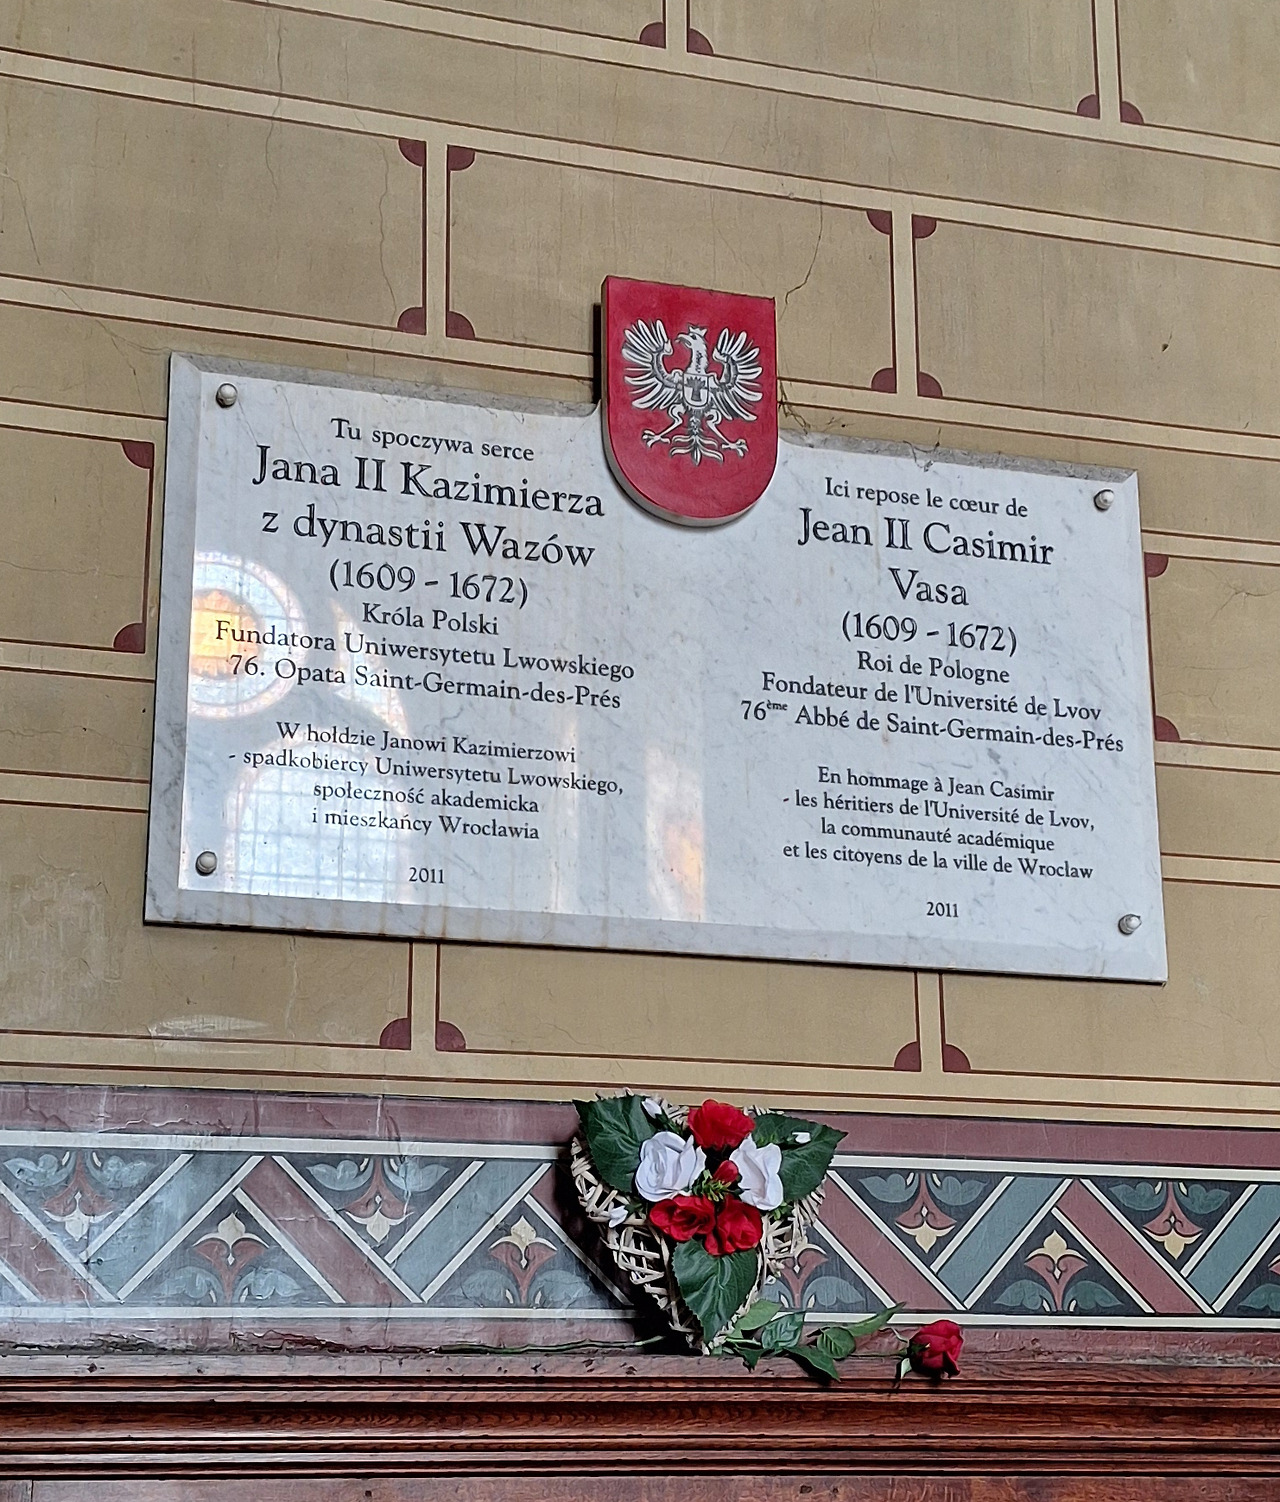 Tu spoczywa serce
Jana II Kazimierza
z dynastii Wazów
(1609 - 1672)
Króla Polski
Fundatora Uniwersytetu Lwowskiego
76. Opata Saint-Germain-des-Prés
W hołdzie Janowi Kazimierzowi
- spadkobiercy Uniwersytetu Lwowskiego,
społeczność akademicka
i mieszkańcy Wrocławia
2011
Ici repose le cœur de
Jean II Casimir
Vasa
(1609 - 1672)
Roi de Pologne
Fondateur de l'Université de Lvov
76ème Abbé de Saint-Germain-des-Prés
En hommage à Jean Casimir
- les héritiers de l'Université de Lvov,
la communauté académique
et les citoyens de la ville de Wroclaw
2011